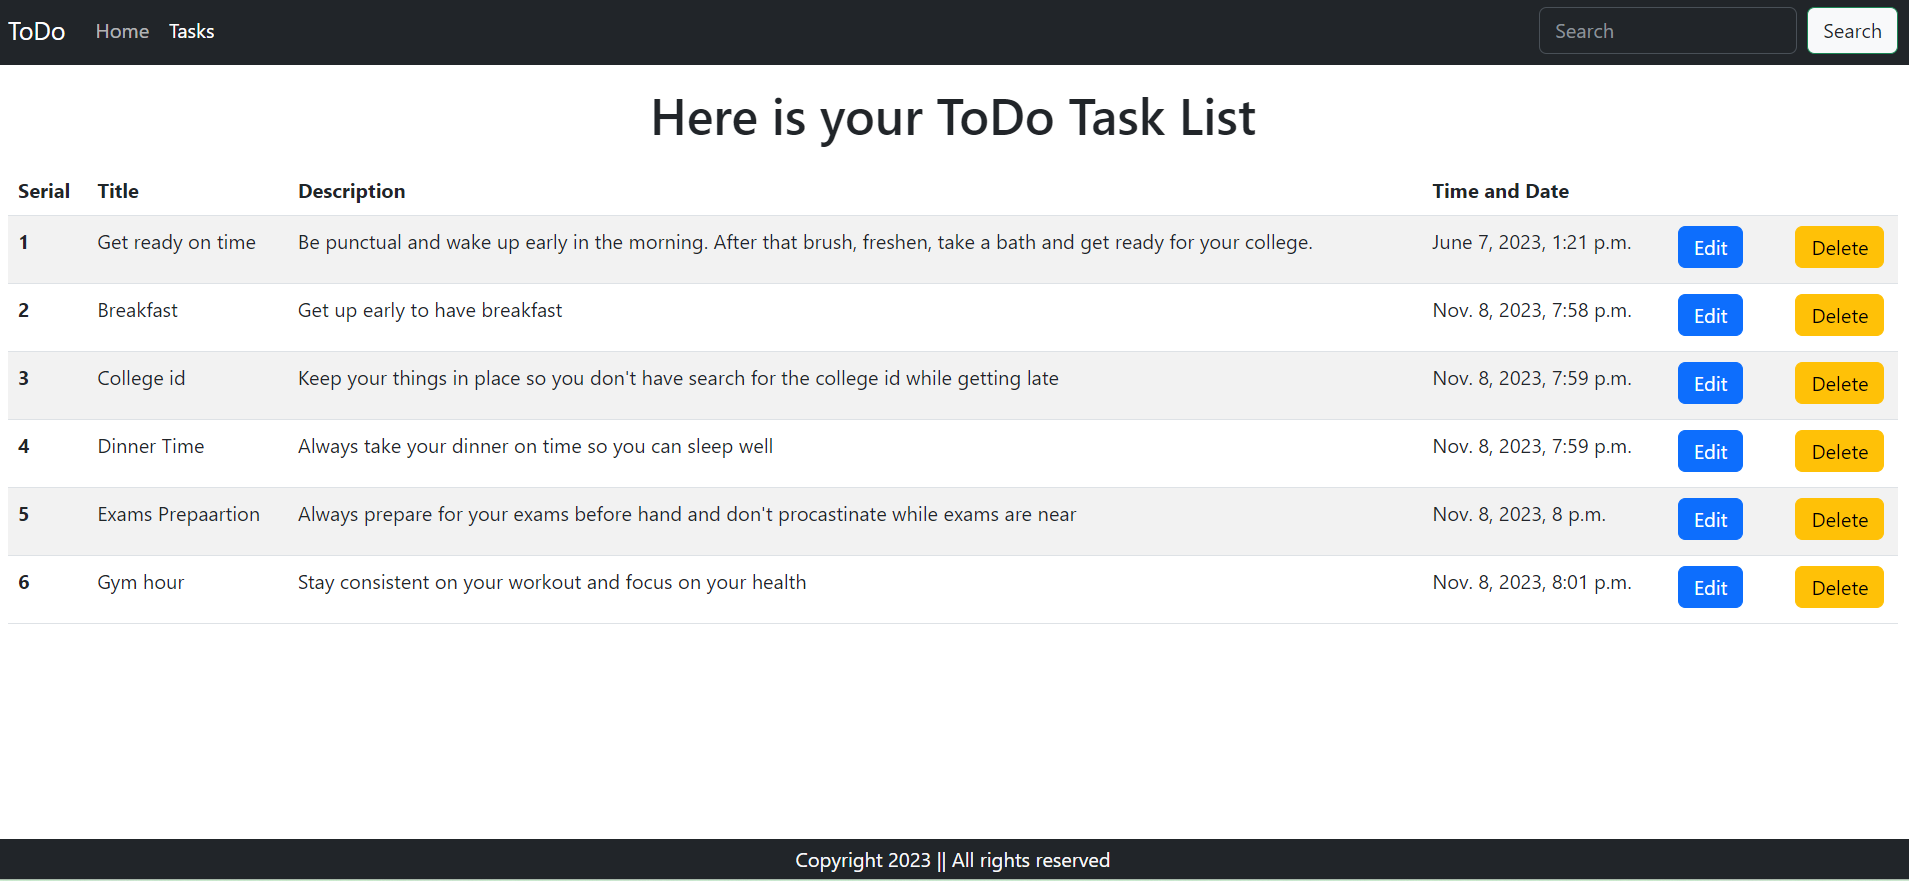 ToDo Home Tasks Search Search
Here is your ToDo Task List
Serial Title Description Time and Date
1 Get ready on time Be punctual and wake up early in the morning. After that brush, freshen, take a bath and get ready for your college. June 7, 2023, 1:21 p.m. Edit Delete
2 Breakfast Get up early to have breakfast Nov. 8, 2023, 7:58 p.m. Edit Delete
3 College id Keep your things in place so you don't have search for the college id while getting late Nov. 8, 2023, 7:59 p.m. Edit Delete
4 Dinner Time Always take your dinner on time so you can sleep well Nov. 8, 2023, 7:59 p.m. Edit Delete
5 Exams Prepaartion Always prepare for your exams before hand and don't procastinate while exams are near Nov. 8, 2023, 8 p.m. Edit Delete
6 Gym hour Stay consistent on your workout and focus on your health Nov. 8, 2023, 8:01 p.m. Edit Delete
Copyright 2023 || All rights reserved